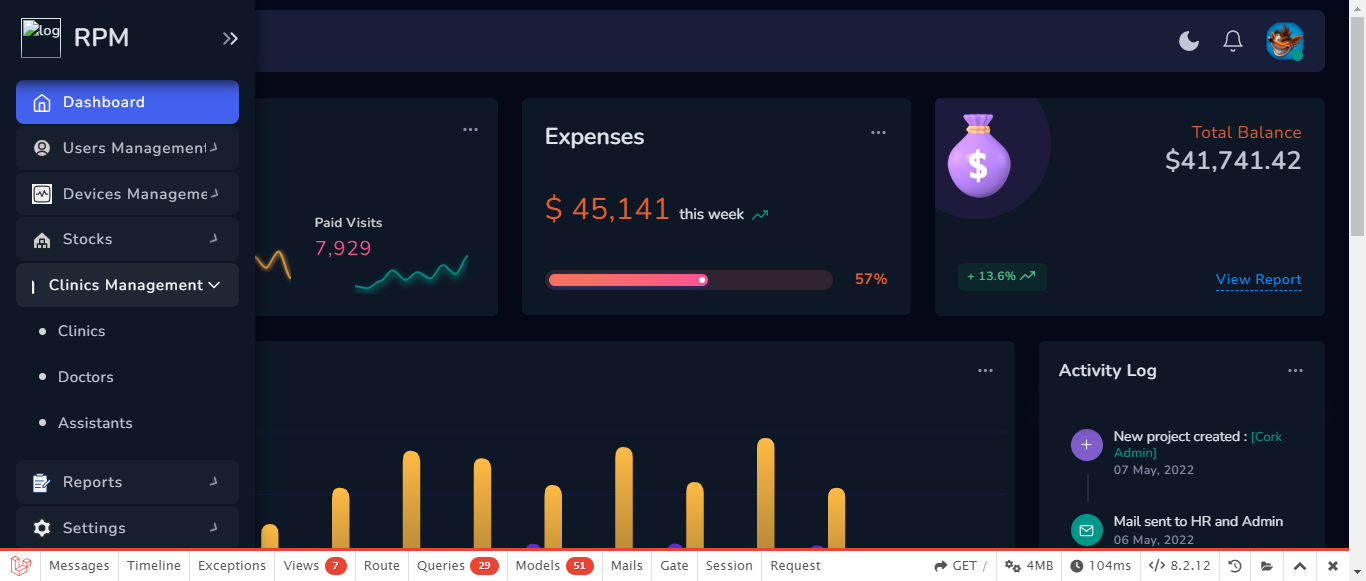 log
RPM
Dashboard
Users Management
Devices Manageme
Stocks
Clinics Management
Clinics
Doctors
Assistants
Reports
Settings
Paid Visits
7,929
Expenses
$ 45,141 this week
57%
Total Balance
$41,741.42
+ 13.6%
View Report
Activity Log
New project created : [Cork
Admin]
07 May, 2022
Mail sent to HR and Admin
06 May, 2022
Messages Timeline Exceptions Views 7 Route Queries 29 Models 51 Mails Gate Session Request GET / 4MB 104ms </> 8.2.12